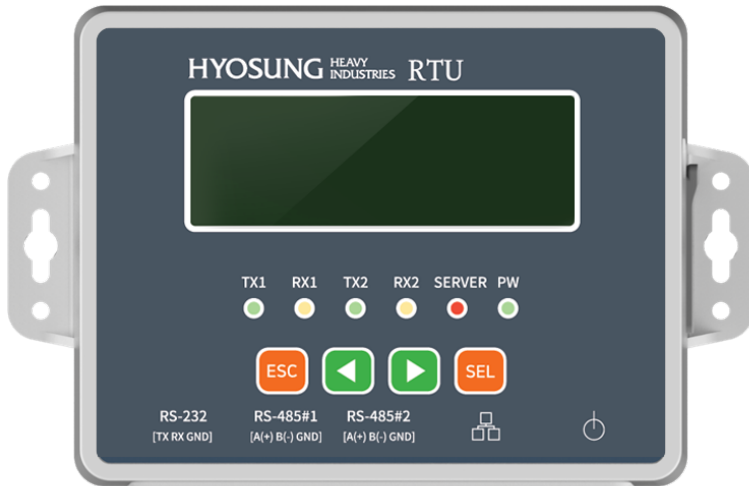 HYOSUNG HEAVY INDUSTRIES RTU
TX1 RX1 TX2 RX2 SERVER PW
ESC SEL
RS-232 RS-485#1 RS-485#2
[TX RX GND] [A(+) B(-) GND] [A(+) B(-) GND]